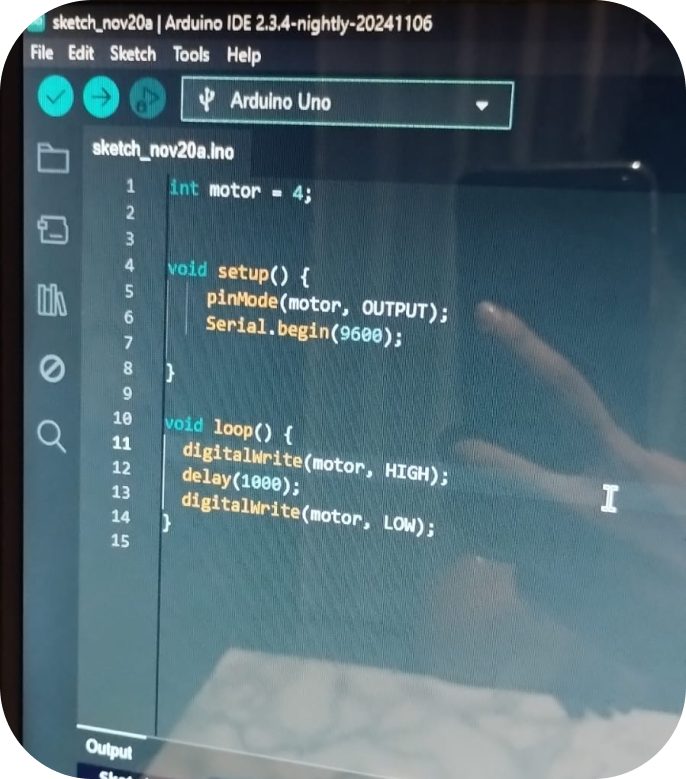 sketch_nov20a | Arduino IDE 2.3.4-nightly-20241106
File Edit Sketch Tools Help
Arduino Uno
sketch_nov20a.ino
1 int motor = 4;
2
3
4 void setup() {
5 pinMode(motor, OUTPUT);
6 Serial.begin(9600);
7
8 }
9
10 void loop() {
11 digitalWrite(motor, HIGH);
12 delay(1000);
13 digitalWrite(motor, LOW);
14 }
15
Output